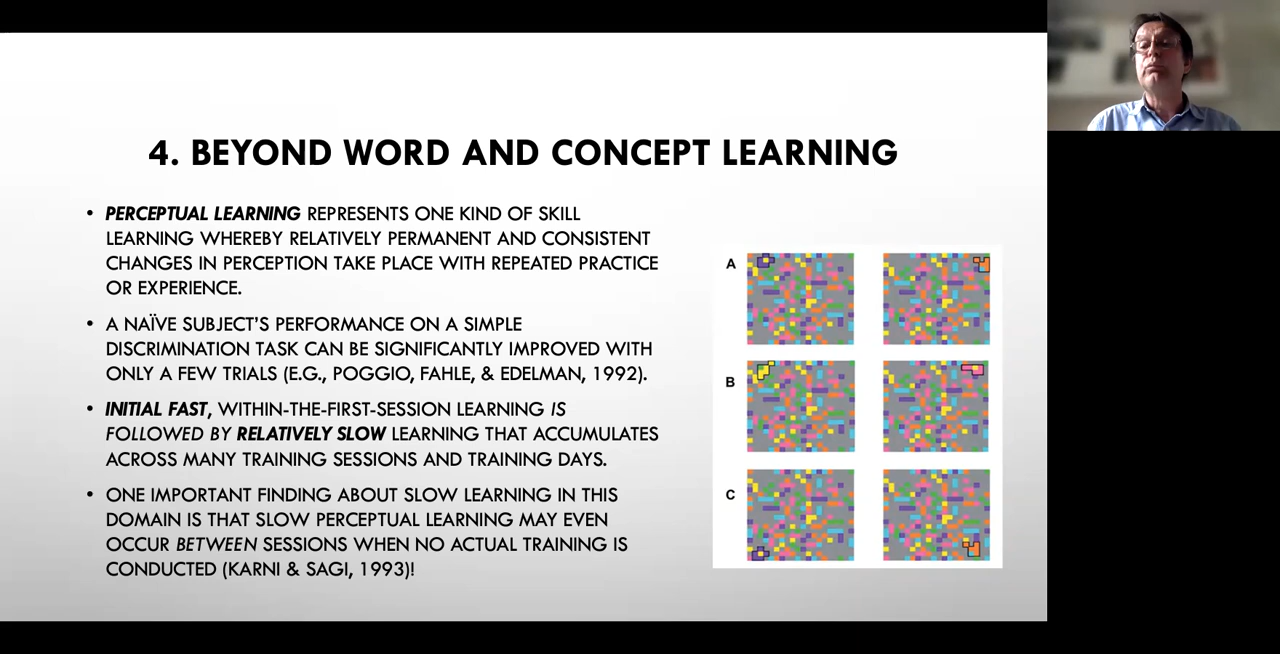 4. BEYOND WORD AND CONCEPT LEARNING
• PERCEPTUAL LEARNING REPRESENTS ONE KIND OF SKILL
LEARNING WHEREBY RELATIVELY PERMANENT AND CONSISTENT
CHANGES IN PERCEPTION TAKE PLACE WITH REPEATED PRACTICE
OR EXPERIENCE.
• A NAÏVE SUBJECT'S PERFORMANCE ON A SIMPLE
DISCRIMINATION TASK CAN BE SIGNIFICANTLY IMPROVED WITH
ONLY A FEW TRIALS (E.G., POGGIO, FAHLE, & EDELMAN, 1992).
• INITIAL FAST, WITHIN-THE-FIRST-SESSION LEARNING IS
FOLLOWED BY RELATIVELY SLOW LEARNING THAT ACCUMULATES
ACROSS MANY TRAINING SESSIONS AND TRAINING DAYS.
• ONE IMPORTANT FINDING ABOUT SLOW LEARNING IN THIS
DOMAIN IS THAT SLOW PERCEPTUAL LEARNING MAY EVEN
OCCUR BETWEEN SESSIONS WHEN NO ACTUAL TRAINING IS
CONDUCTED (KARNI & SAGI, 1993)!
A
B
C